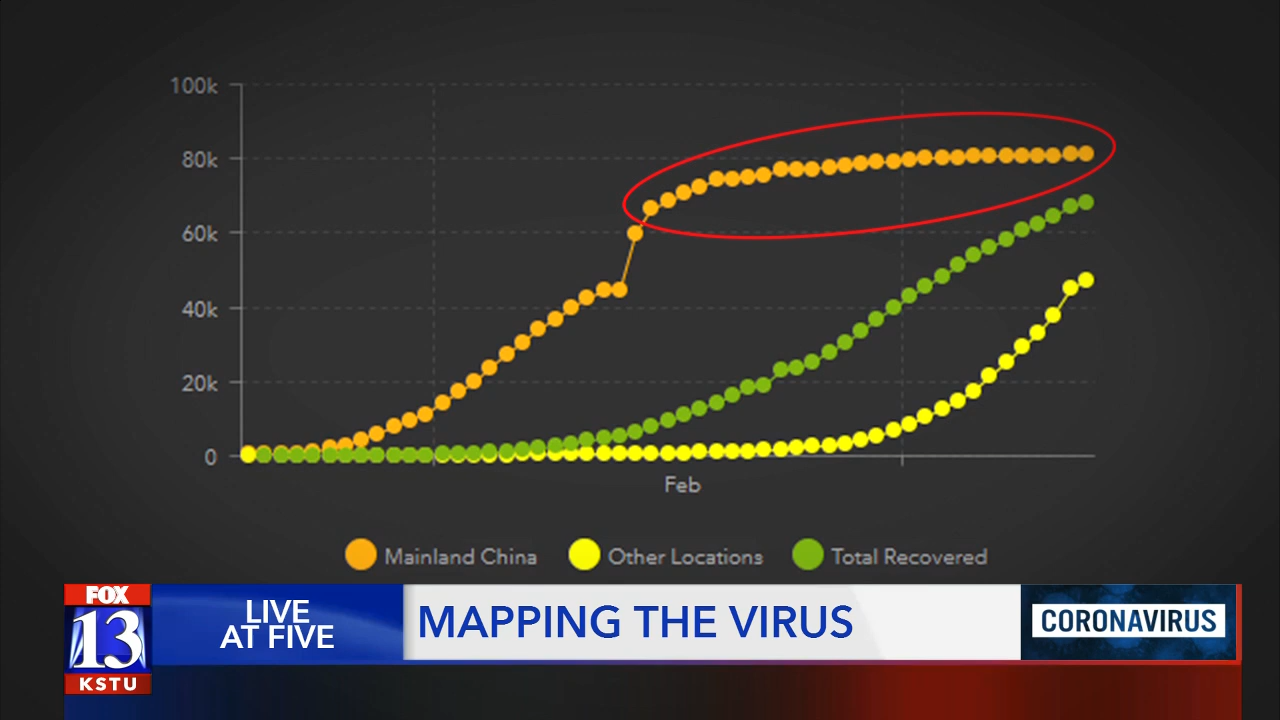 100k
80k
60k
40k
20k
0
Feb
Mainland China Other Locations Total Recovered
FOX
13
KSTU
LIVE
AT FIVE
MAPPING THE VIRUS
CORONAVIRUS